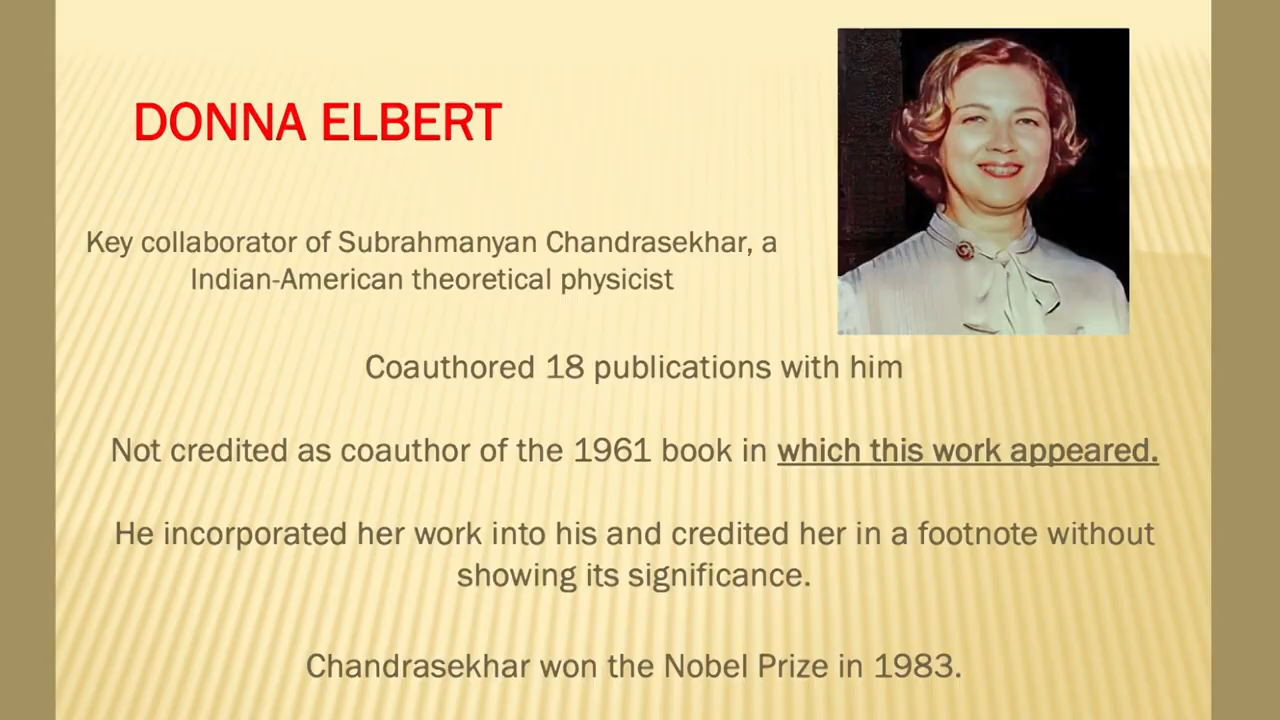 DONNA ELBERT
Key collaborator of Subrahmanyan Chandrasekhar, a
Indian-American theoretical physicist
Coauthored 18 publications with him
Not credited as coauthor of the 1961 book in which this work appeared.
He incorporated her work into his and credited her in a footnote without
showing its significance.
Chandrasekhar won the Nobel Prize in 1983.